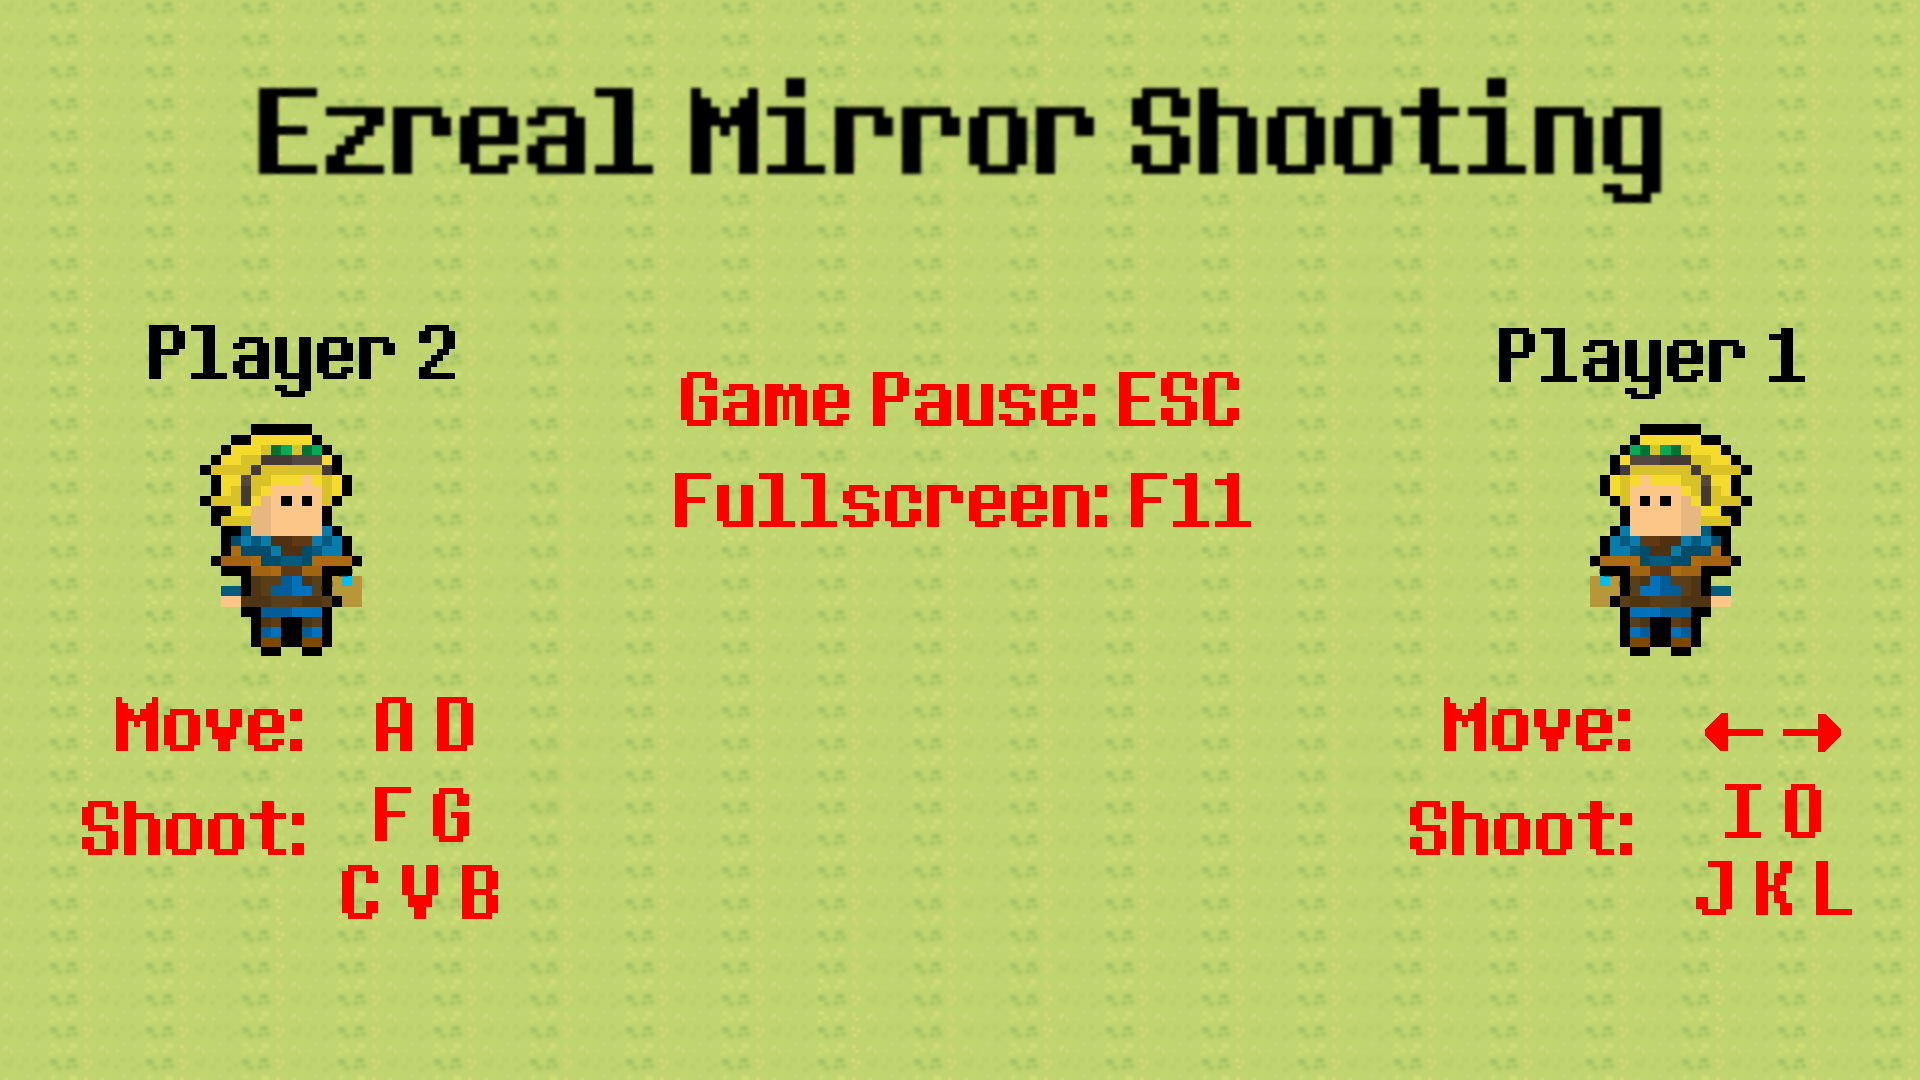 Ezreal Mirror Shooting
Player 2
Move: A D
Shoot: F G
C V B
Game Pause: ESC
Fullscreen: F11
Player 1
Move: ← →
Shoot: I O
J K L